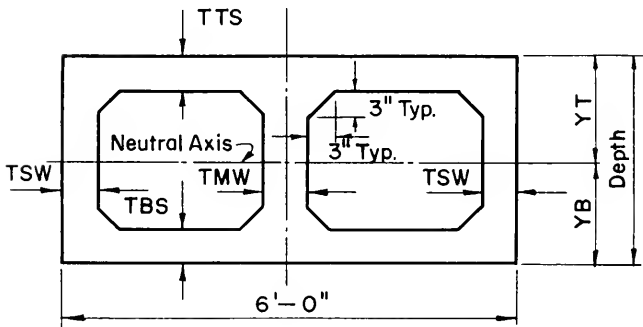 TTS
3" Typ.
YT
Neutral Axis
3" Typ.
Depth
TSW
TMW
TSW
TBS
YB
6'-0"